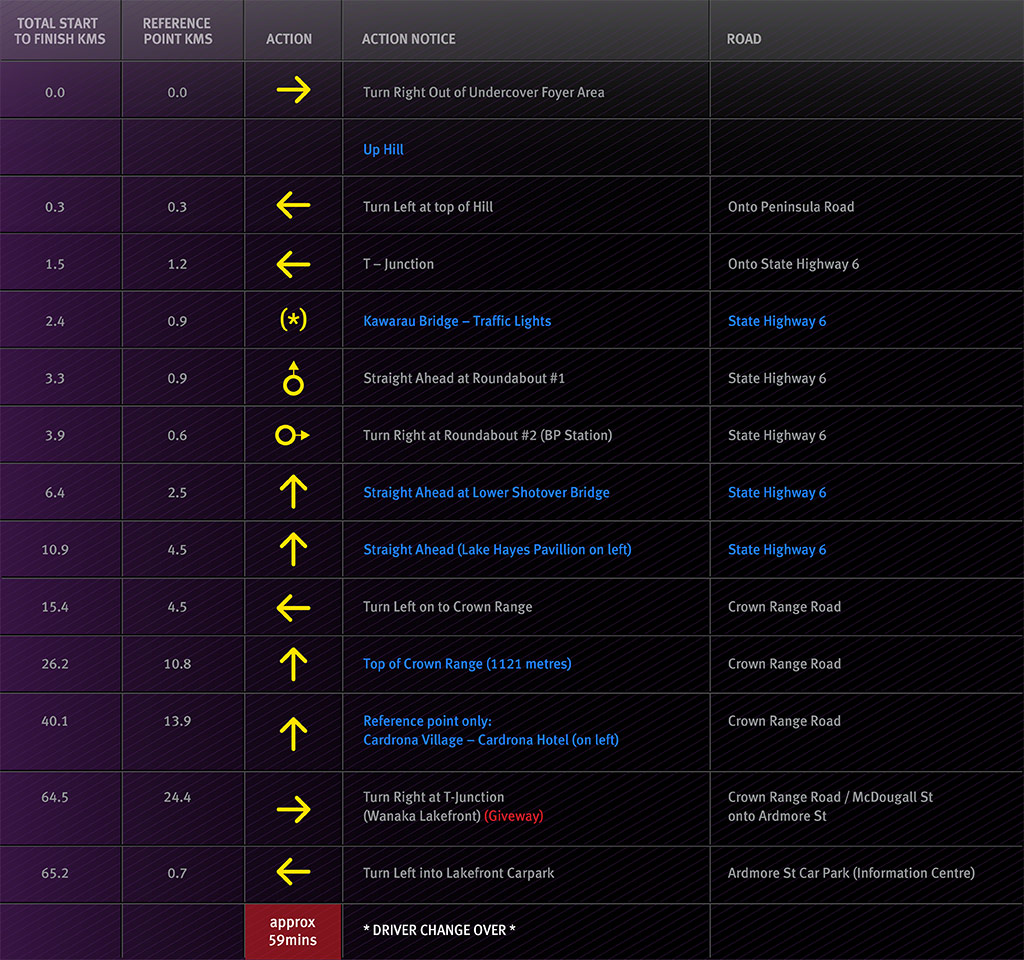 TOTAL START
TO FINISH KMS
REFERENCE
POINT KMS
ACTION
ACTION NOTICE
ROAD
0.0 0.0 Turn Right Out of Undercover Foyer Area
Up Hill
0.3 0.3 Turn Left at top of Hill Onto Peninsula Road
1.5 1.2 T – Junction Onto State Highway 6
2.4 0.9 (*) Kawarau Bridge – Traffic Lights State Highway 6
3.3 0.9 Straight Ahead at Roundabout #1 State Highway 6
3.9 0.6 Turn Right at Roundabout #2 (BP Station) State Highway 6
6.4 2.5 Straight Ahead at Lower Shotover Bridge State Highway 6
10.9 4.5 Straight Ahead (Lake Hayes Pavillion on left) State Highway 6
15.4 4.5 Turn Left on to Crown Range Crown Range Road
26.2 10.8 Top of Crown Range (1121 metres) Crown Range Road
40.1 13.9 Reference point only: Crown Range Road
Cardrona Village – Cardrona Hotel (on left)
64.5 24.4 Turn Right at T-Junction Crown Range Road / McDougall St
(Wanaka Lakefront) (Giveway) onto Ardmore St
65.2 0.7 Turn Left into Lakefront Carpark Ardmore St Car Park (Information Centre)
approx
59mins
* DRIVER CHANGE OVER *